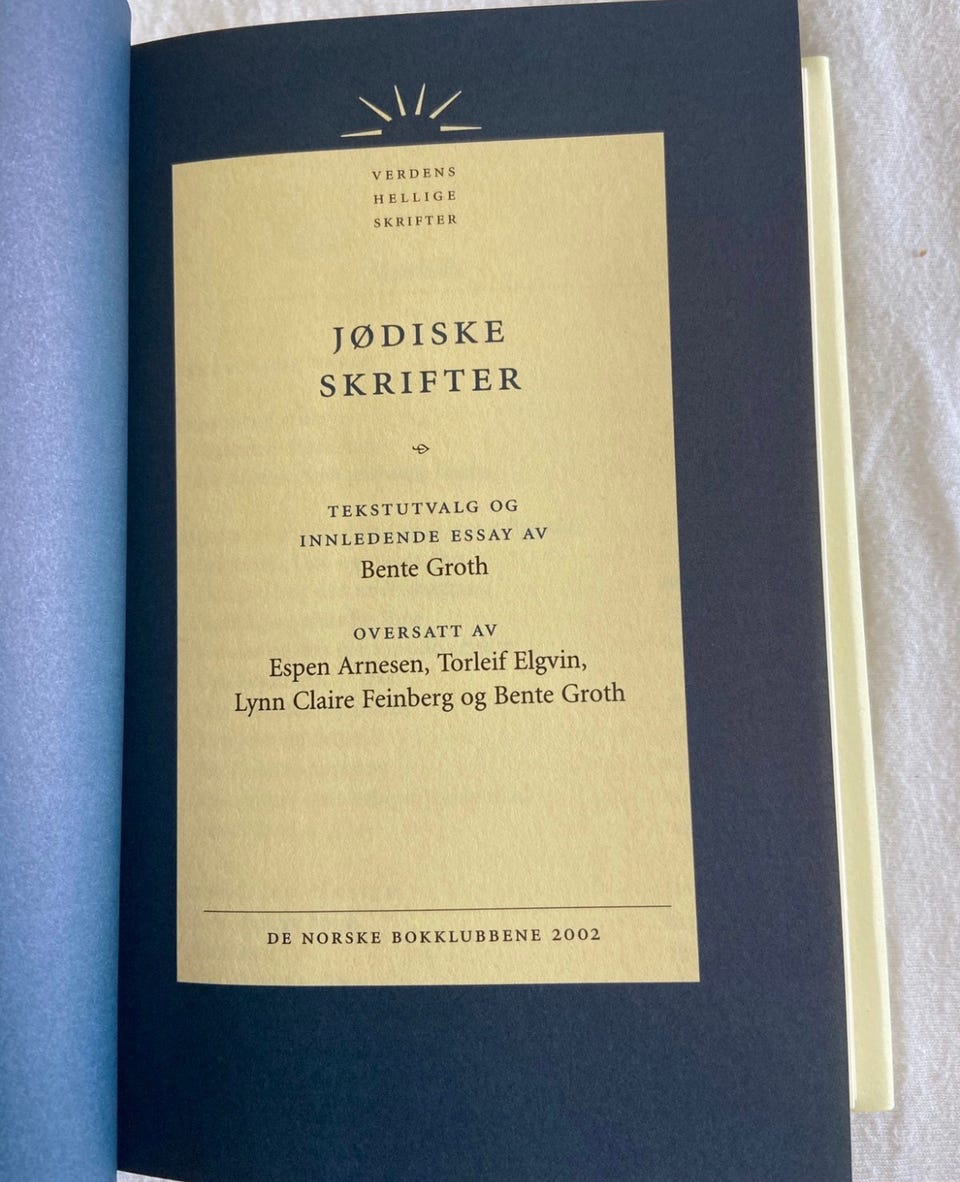 VERDENS
HELLIGE
SKRIFTER
JØDISKE
SKRIFTER
TEKSTUTVALG OG
INNLEDENDE ESSAY AV
Bente Groth
OVERSATT AV
Espen Arnesen, Torleif Elgvin,
Lynn Claire Feinberg og Bente Groth
DE NORSKE BOKKLUBBENE 2002